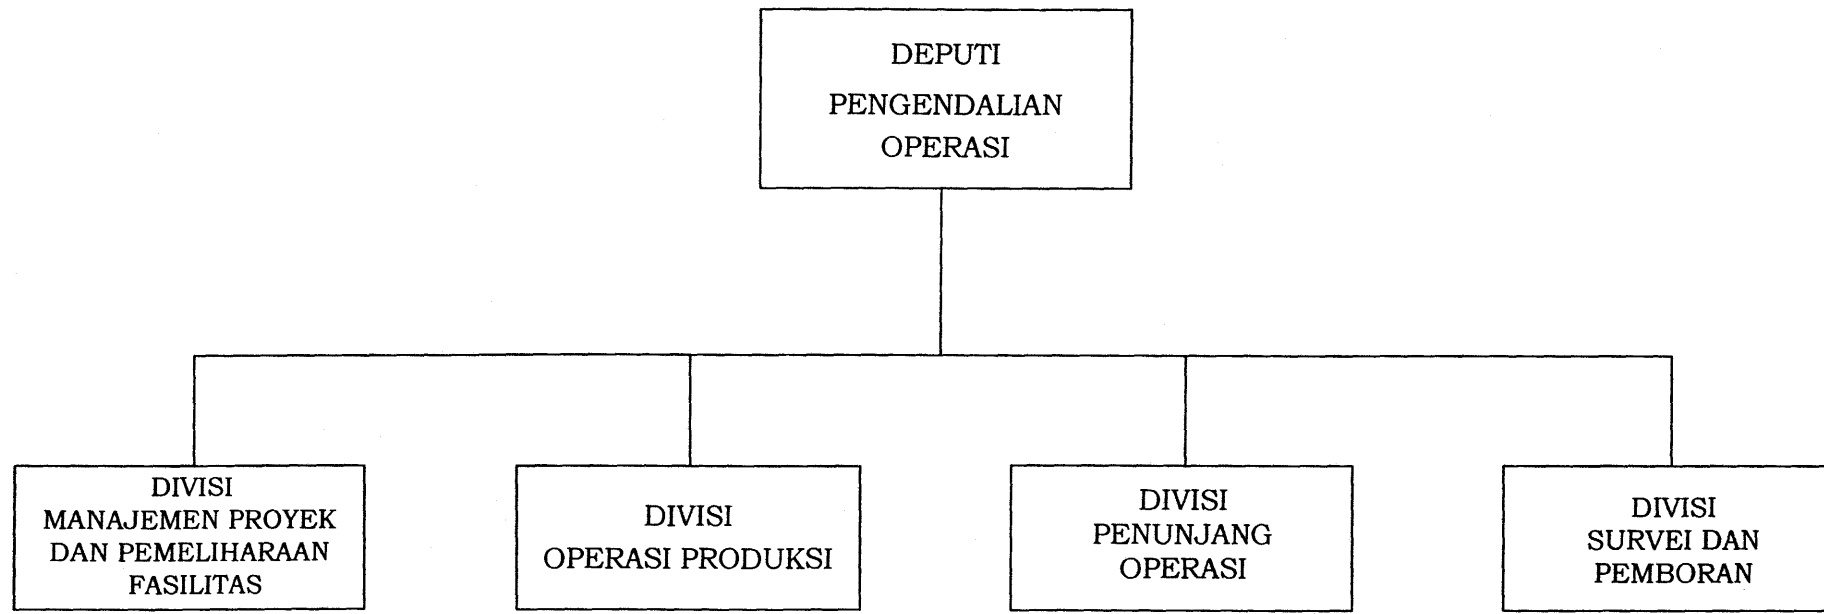 DEPUTI
PENGENDALIAN
OPERASI
DIVISI
MANAJEMEN PROYEK
DAN PEMELIHARAAN
FASILITAS
DIVISI
OPERASI PRODUKSI
DIVISI
PENUNJANG
OPERASI
DIVISI
SURVEI DAN
PEMBORAN